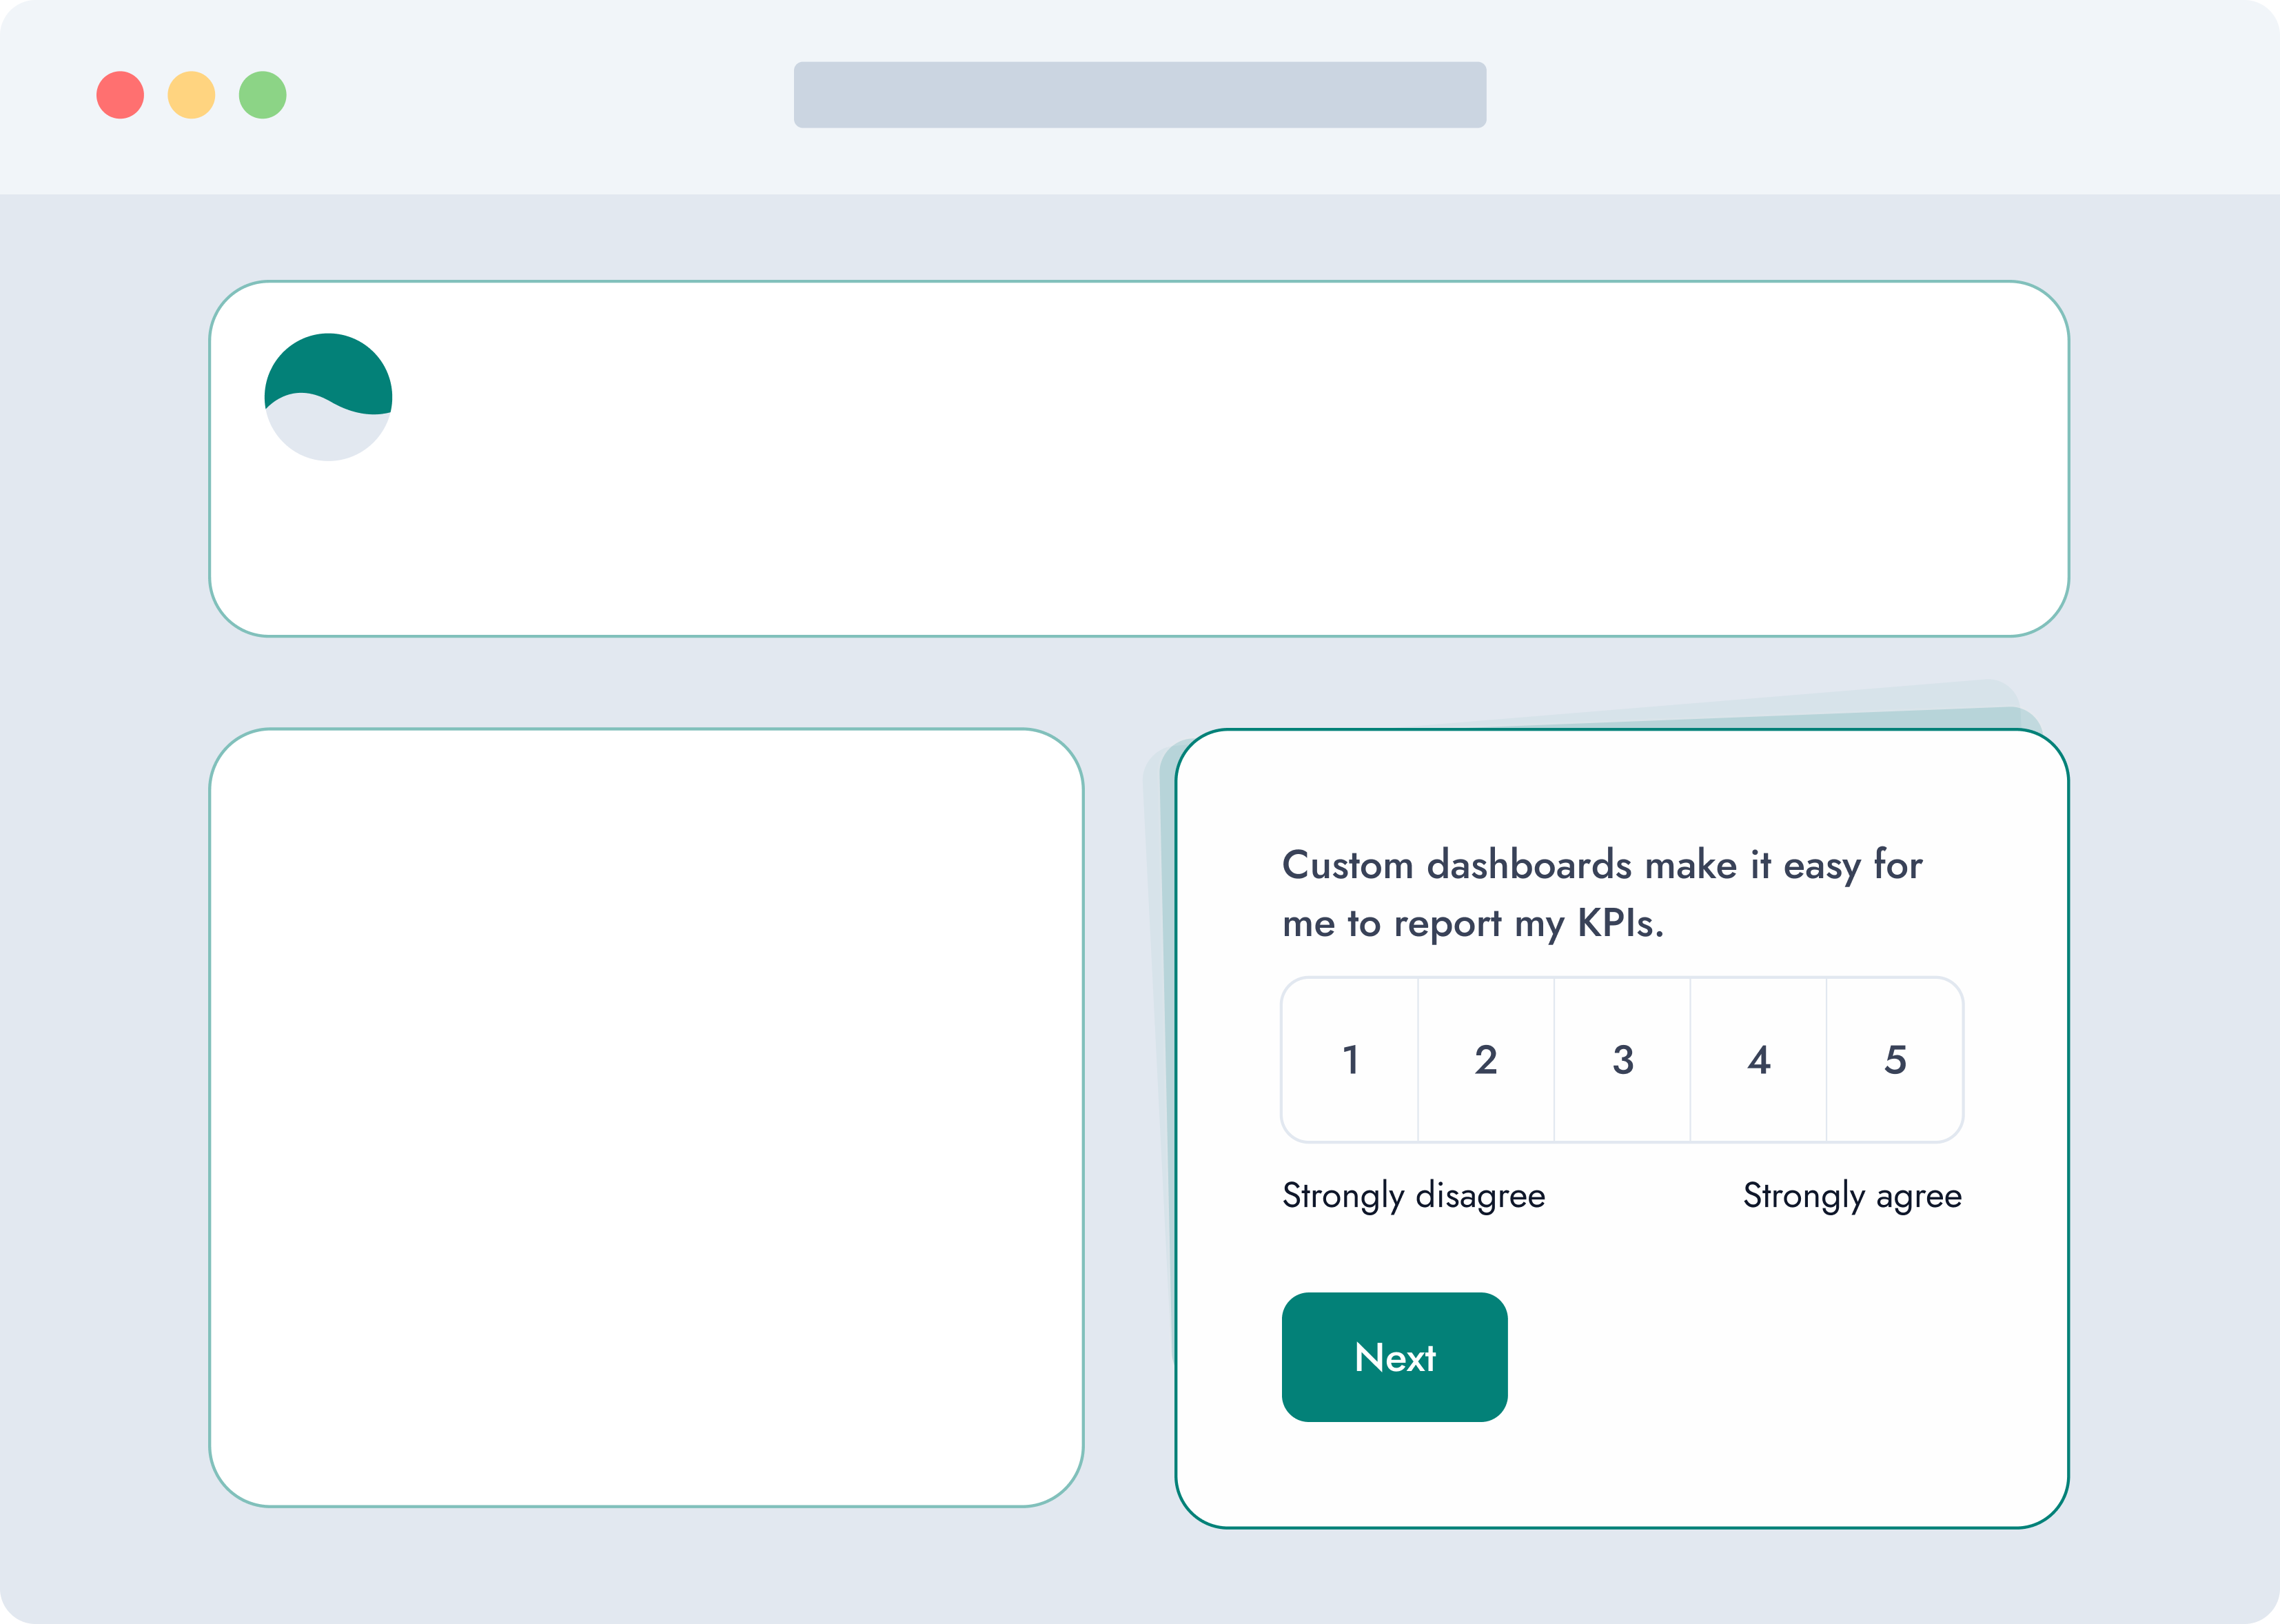 Custom dashboards make it easy for
me to report my KPIs.
1 2 3 4 5
Strongly disagree Strongly agree
Next